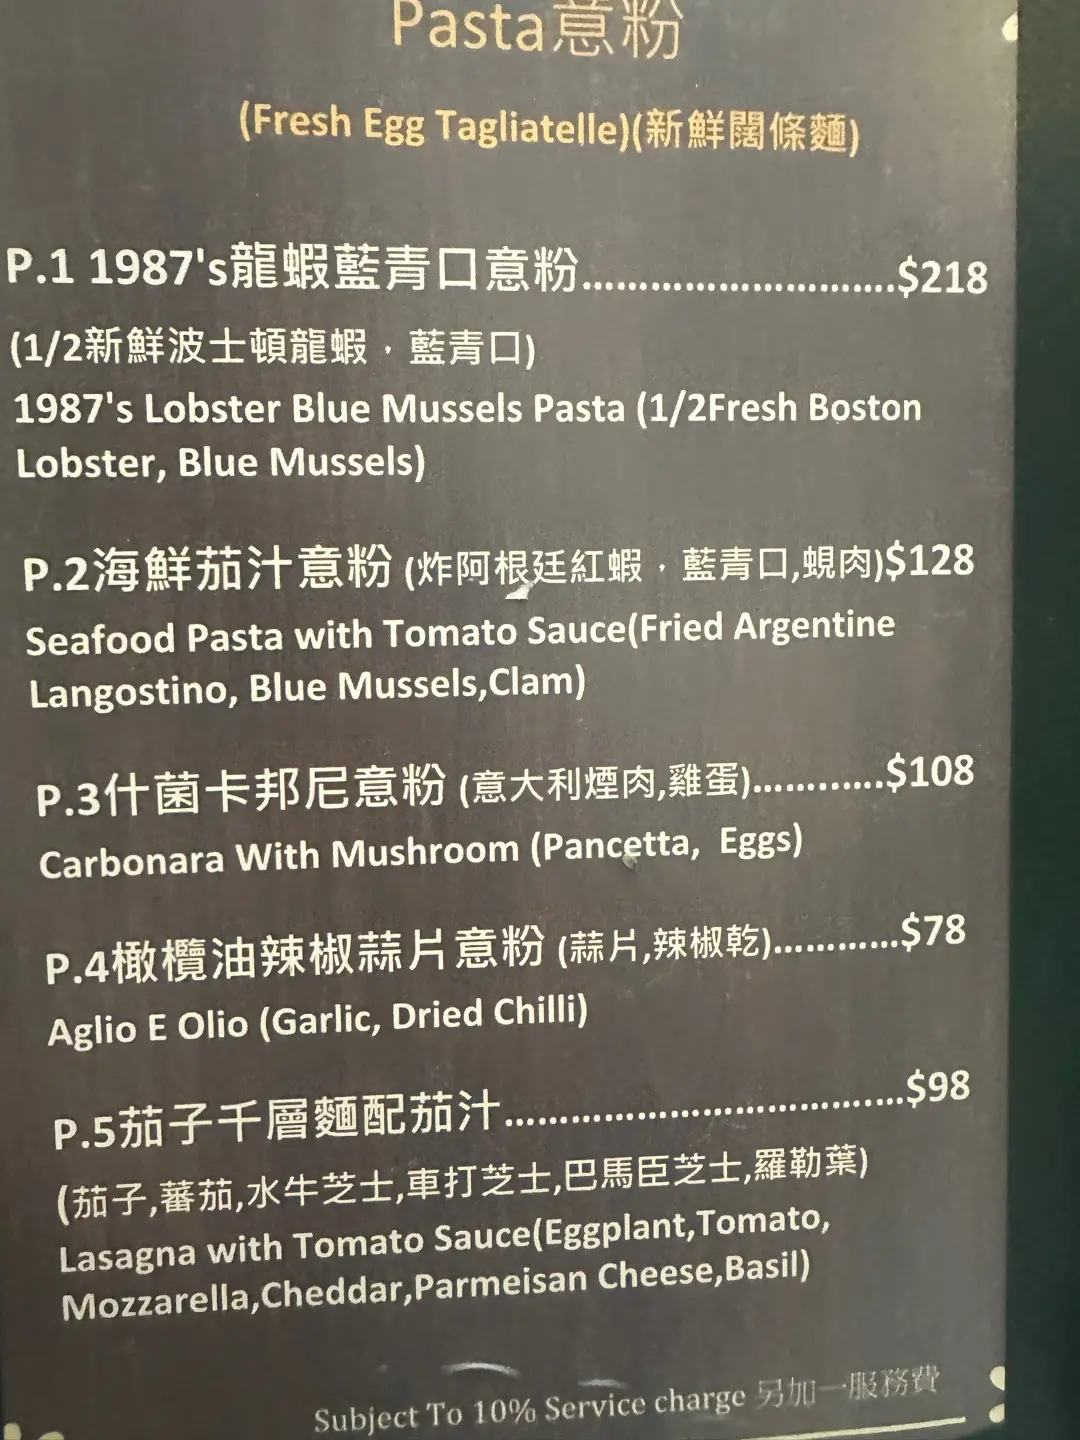 Pasta意粉
(Fresh Egg Tagliatelle)(新鮮闊條麵)
P.1 1987's龍蝦藍青口意粉............................$218
(1/2新鮮波士頓龍蝦，藍青口)
1987's Lobster Blue Mussels Pasta (1/2Fresh Boston
Lobster, Blue Mussels)
P.2海鮮茄汁意粉 (炸阿根廷紅蝦，藍青口,蜆肉)$128
Seafood Pasta with Tomato Sauce(Fried Argentine
Langostino, Blue Mussels,Clam)
P.3什菌卡邦尼意粉 (意大利煙肉,雞蛋)............$108
Carbonara With Mushroom (Pancetta, Eggs)
P.4橄欖油辣椒蒜片意粉 (蒜片,辣椒乾)............$78
Aglio E Olio (Garlic, Dried Chilli)
P.5茄子千層麵配茄汁....................................$98
(茄子,蕃茄,水牛芝士,車打芝士,巴馬臣芝士,羅勒葉)
Lasagna with Tomato Sauce(Eggplant,Tomato,
Mozzarella,Cheddar,Parmeisan Cheese,Basil)
Subject To 10% Service charge 另加一服務費